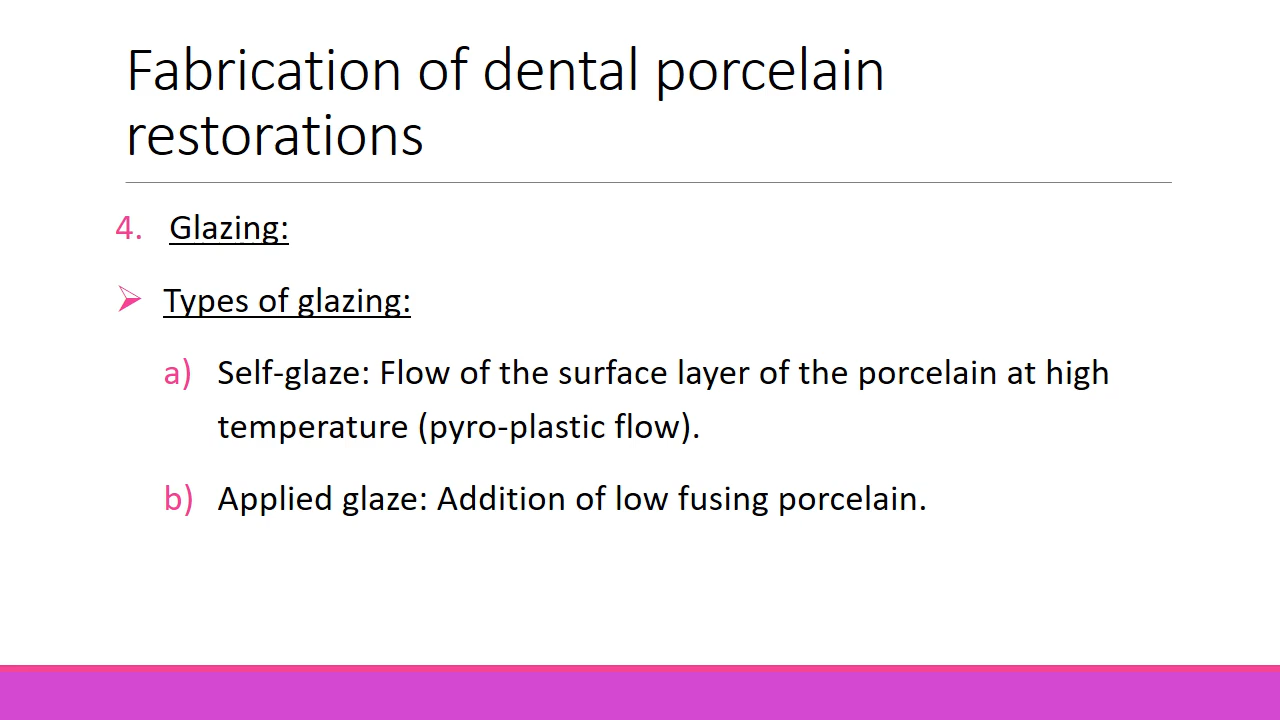 Fabrication of dental porcelain
restorations
4. Glazing:
Types of glazing:
a) Self-glaze: Flow of the surface layer of the porcelain at high
temperature (pyro-plastic flow).
b) Applied glaze: Addition of low fusing porcelain.